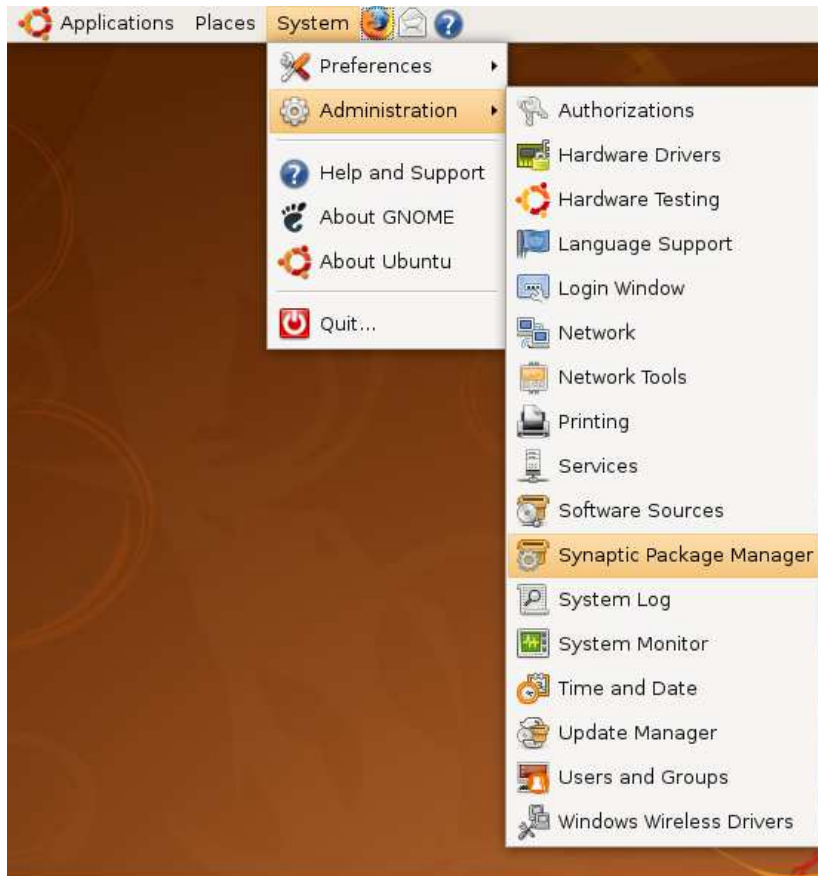 Applications Places System
Preferences
Administration
Help and Support
About GNOME
About Ubuntu
Quit...
Authorizations
Hardware Drivers
Hardware Testing
Language Support
Login Window
Network
Network Tools
Printing
Services
Software Sources
Synaptic Package Manager
System Log
System Monitor
Time and Date
Update Manager
Users and Groups
Windows Wireless Drivers